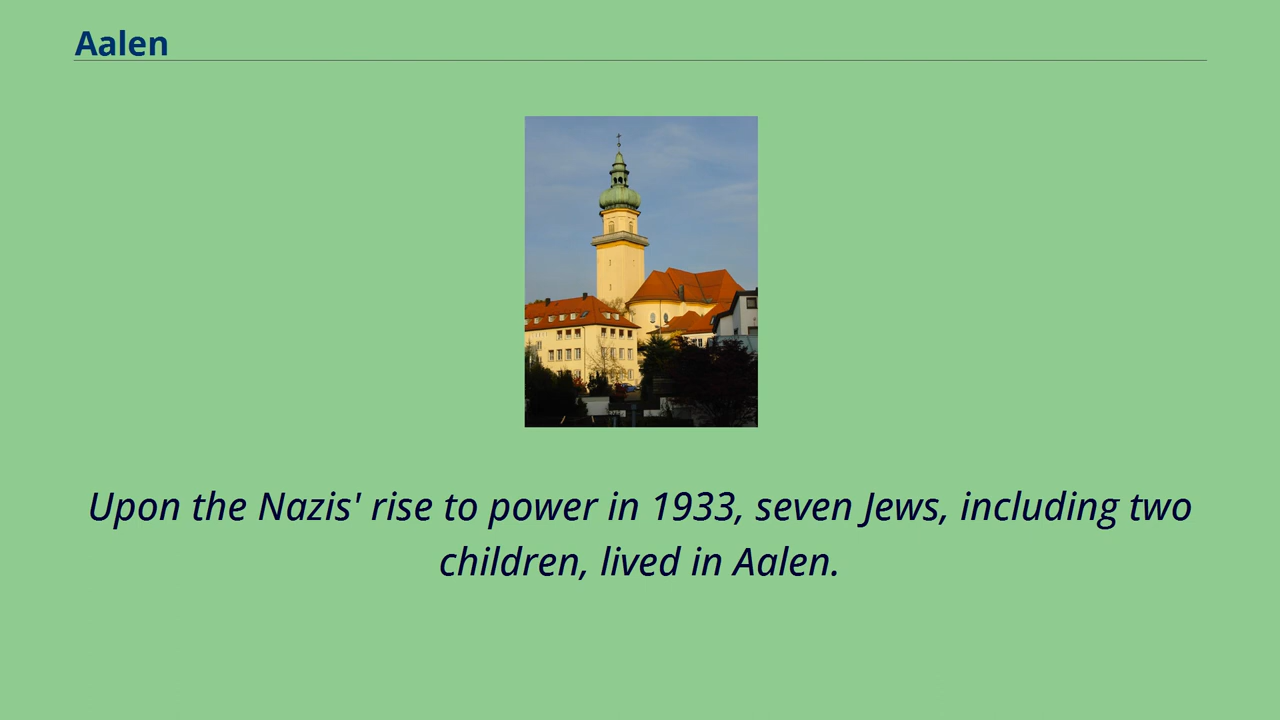 Aalen
Upon the Nazis' rise to power in 1933, seven Jews, including two
children, lived in Aalen.